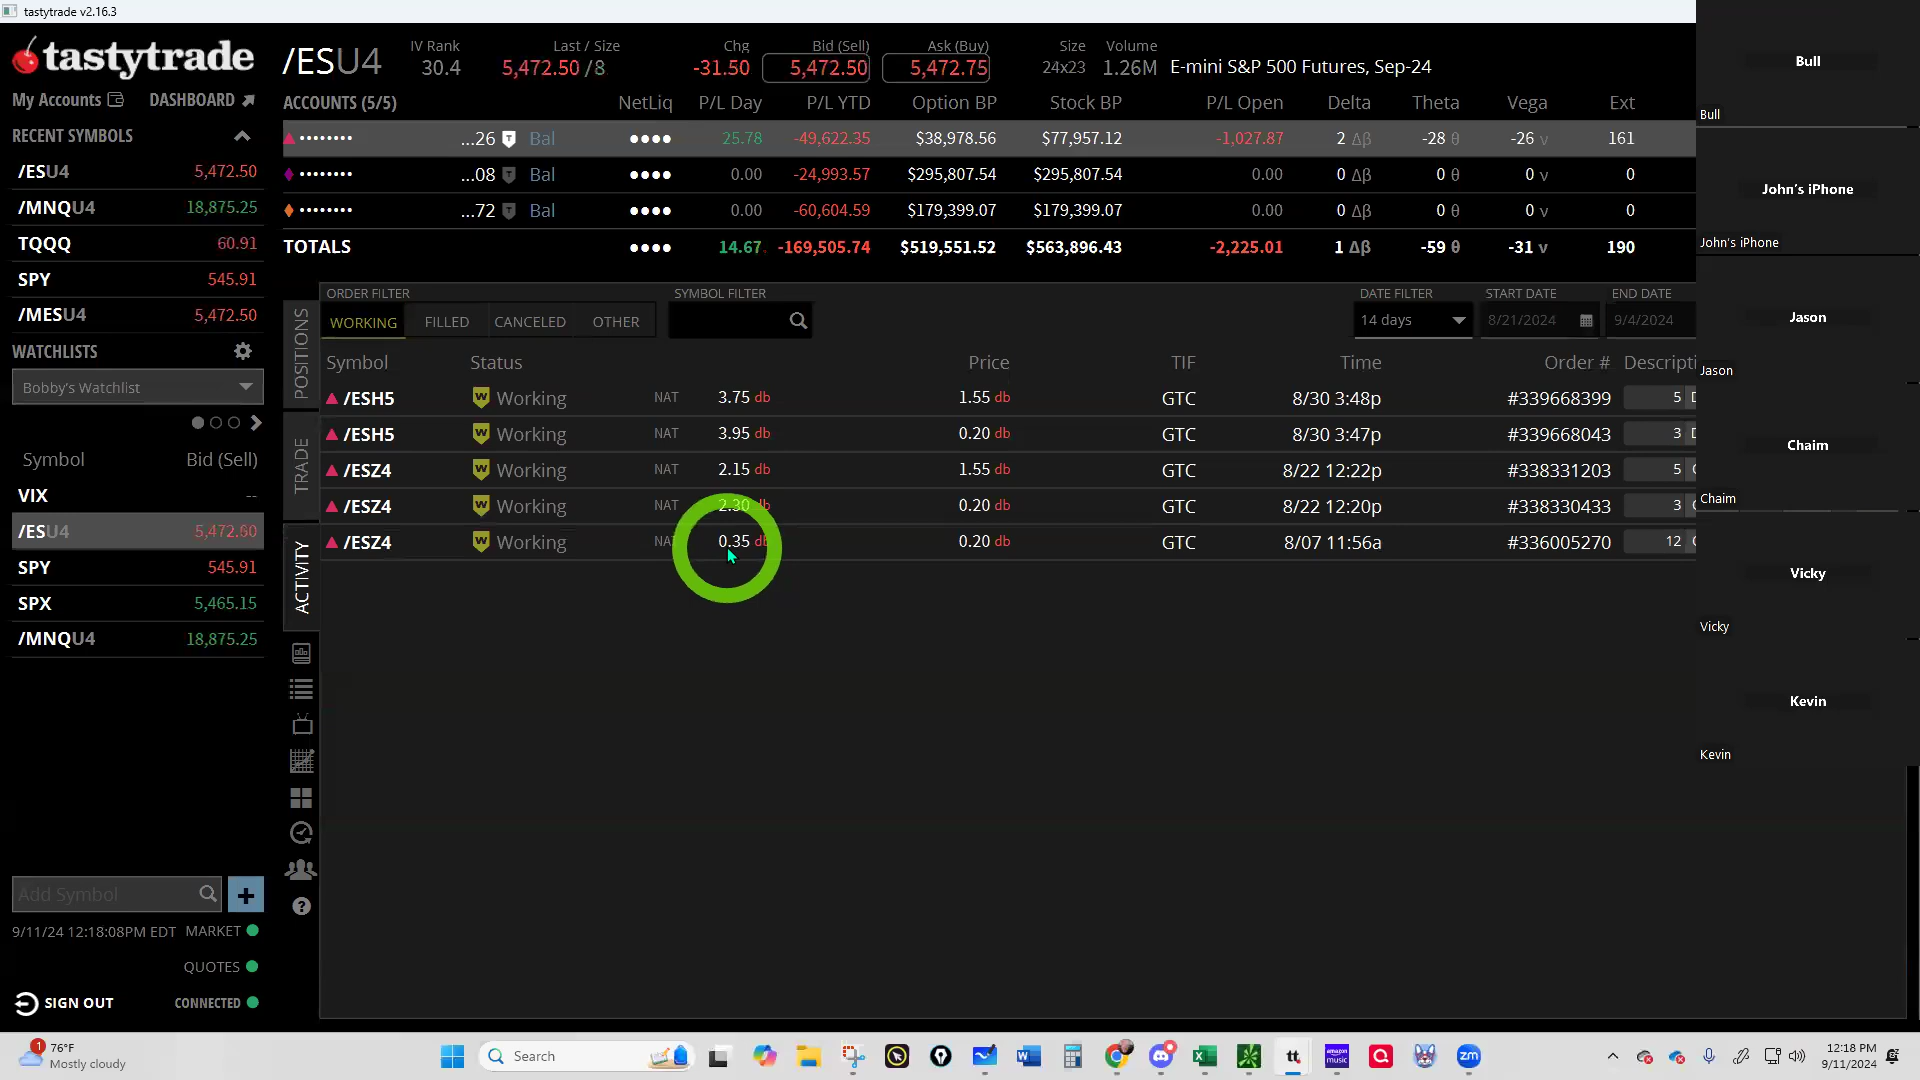 tastytrade v2.16.3
tastytrade
My Accounts DASHBOARD
RECENT SYMBOLS
/ESU4 5,472.50
/MNQU4 18,875.25
TQQQ 60.91
SPY 545.91
/MESU4 5,472.50
WATCHLISTS
Bobby's Watchlist
Symbol Bid (Sell)
VIX --
/ESU4 5,472.50
SPY 545.91
SPX 5,465.15
/MNQU4 18,875.25
Add Symbol
9/11/24 12:18:08PM EDT MARKET
QUOTES
SIGN OUT CONNECTED
/ESU4 IV Rank Last / Size Chg Bid (Sell) Ask (Buy) Size Volume
30.4 5,472.50 /8 -31.50 5,472.50 5,472.75 24x23 1.26M E-mini S&P 500 Futures, Sep-24
ACCOUNTS (5/5) NetLiq P/L Day P/L YTD Option BP Stock BP P/L Open Delta Theta Vega Ext
•••••••• ...26 Bal •••• 25.78 -49,622.35 $38,978.56 $77,957.12 -1,027.87 2 Δβ -28 θ -26 v 161
•••••••• ...08 Bal •••• 0.00 -24,993.57 $295,807.54 $295,807.54 0.00 0 Δβ 0 θ 0 v 0
•••••••• ...72 Bal •••• 0.00 -60,604.59 $179,399.07 $179,399.07 0.00 0 Δβ 0 θ 0 v 0
TOTALS •••• 14.67 -169,505.74 $519,551.52 $563,896.43 -2,225.01 1 Δβ -59 θ -31 v 190
POSITIONS
TRADE
ACTIVITY
ORDER FILTER SYMBOL FILTER DATE FILTER START DATE END DATE
WORKING FILLED CANCELED OTHER 14 days 8/21/2024 9/4/2024
Symbol Status Price TIF Time Order # Descripti
/ESH5 W Working NAT 3.75 db 1.55 db GTC 8/30 3:48p #339668399 5
/ESH5 W Working NAT 3.95 db 0.20 db GTC 8/30 3:47p #339668043 3
/ESZ4 W Working NAT 2.15 db 1.55 db GTC 8/22 12:22p #338331203 5
/ESZ4 W Working NAT 2.30 db 0.20 db GTC 8/22 12:20p #338330433 3
/ESZ4 W Working NAT 0.35 db 0.20 db GTC 8/07 11:56a #336005270 12
Bull
Bull
John's iPhone
John's iPhone
Jason
Jason
Chaim
Chaim
Vicky
Vicky
Kevin
Kevin
1 76°F
Mostly cloudy
Search
tt
amazon music
zm
12:18 PM
9/11/2024